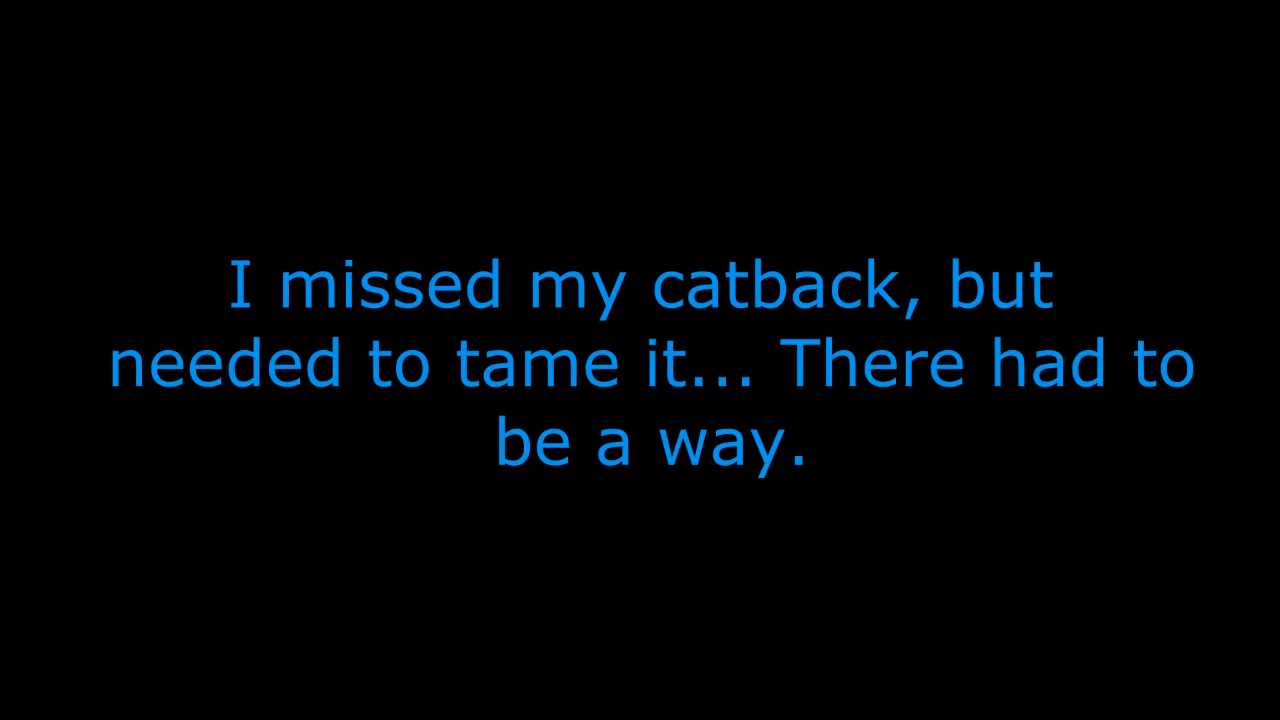 I missed my catback, but
needed to tame it... There had to
be a way.